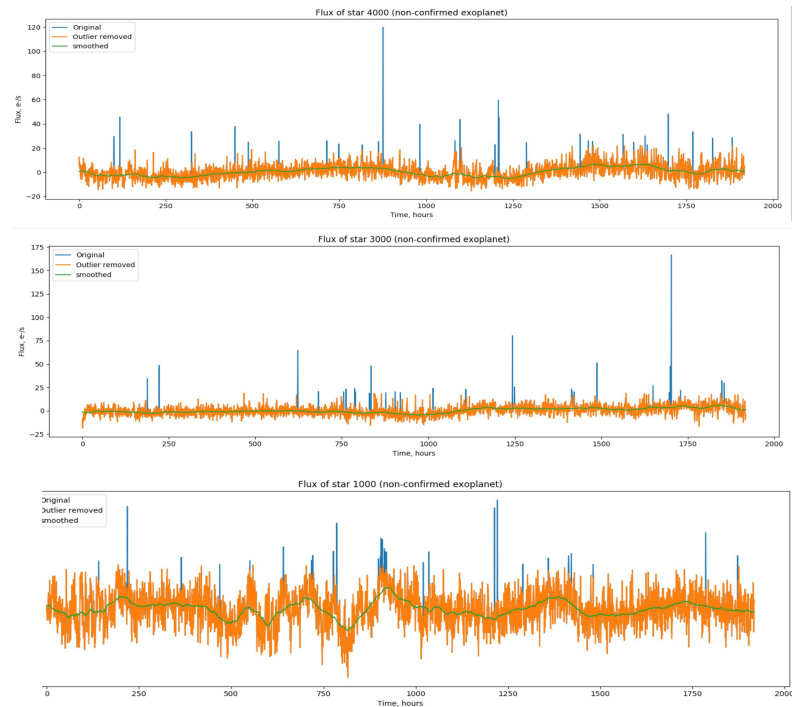 Flux of star 4000 (non-confirmed exoplanet)
Original
Outlier removed
smoothed
120
100
80
60
40
20
0
−20
Flux, e-/s
0
250
500
750
1000
1250
1500
1750
2000
Time, hours
Flux of star 3000 (non-confirmed exoplanet)
Original
Outlier removed
smoothed
175
150
125
100
75
50
25
0
−25
Flux, e-/s
0
250
500
750
1000
1250
1500
1750
2000
Time, hours
Flux of star 1000 (non-confirmed exoplanet)
Original
Outlier removed
smoothed
0
250
500
750
1000
1250
1500
1750
2000
Time, hours